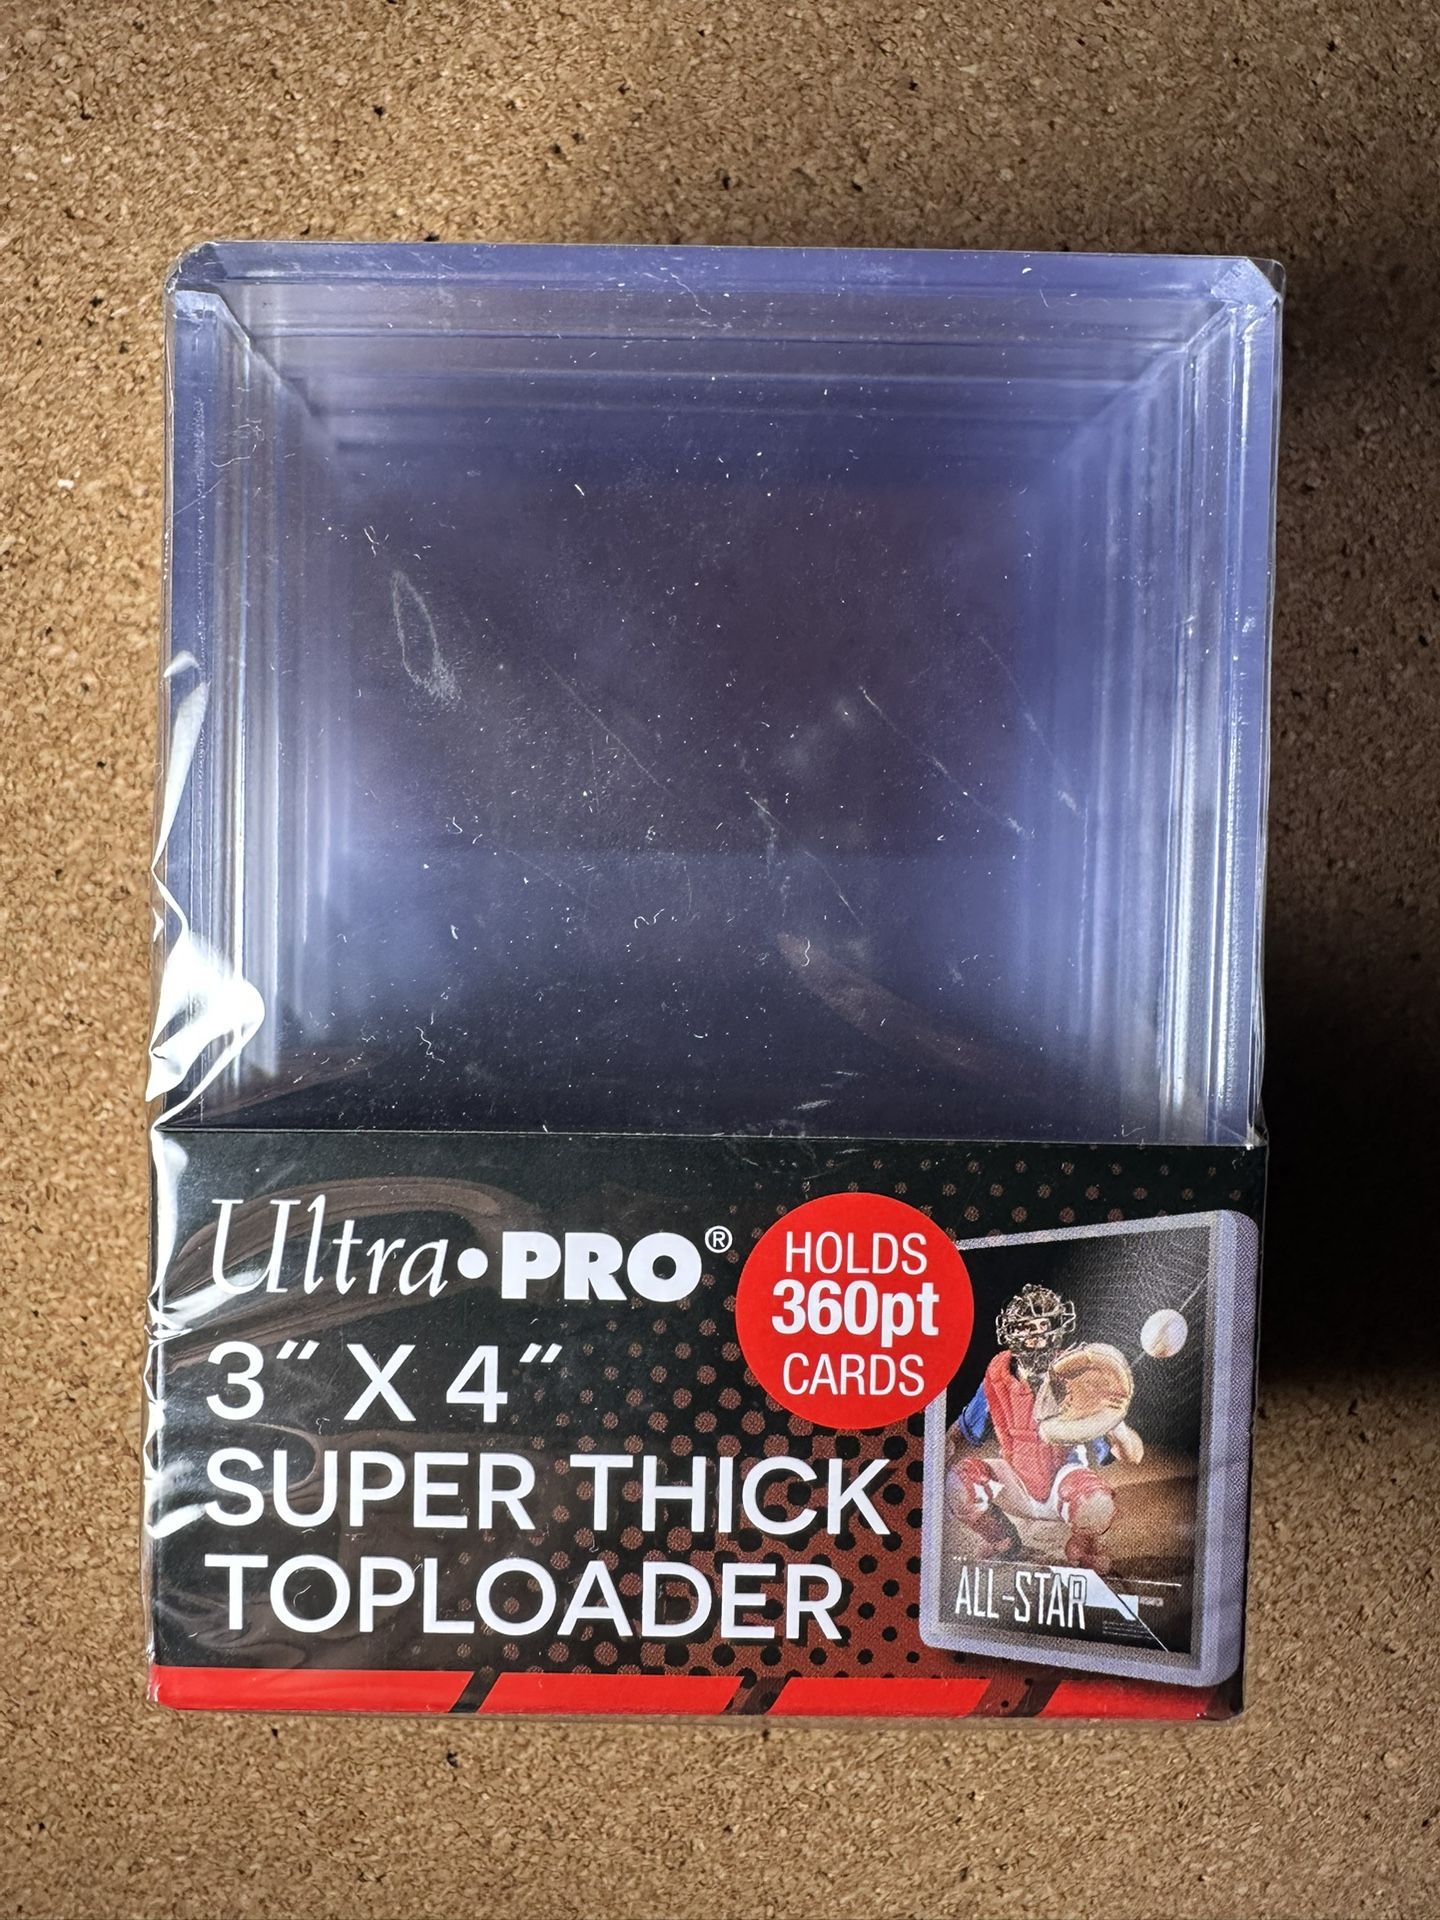 Ultra•PRO®
HOLDS
360pt
CARDS
3″ X 4″
SUPER THICK
TOPLOADER
ALL-STAR